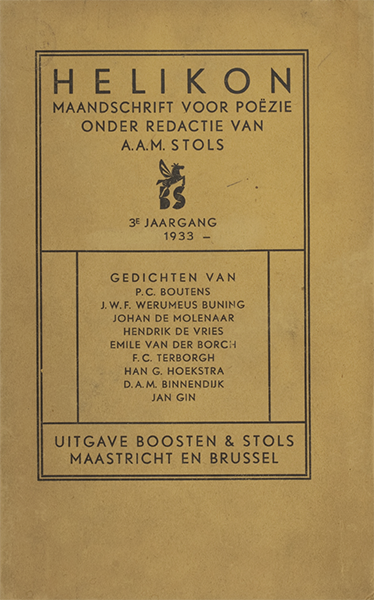 HELIKON
MAANDSCHRIFT VOOR POËZIE
ONDER REDACTIE VAN
A.A.M. STOLS
BS
3E JAARGANG
1933 –
GEDICHTEN VAN
P.C. BOUTENS
J.W.F. WERUMEUS BUNING
JOHAN DE MOLENAAR
HENDRIK DE VRIES
EMILE VAN DER BORCH
F.C. TERBORGH
HAN G. HOEKSTRA
D.A.M. BINNENDIJK
JAN GIN
UITGAVE BOOSTEN & STOLS
MAASTRICHT EN BRUSSEL